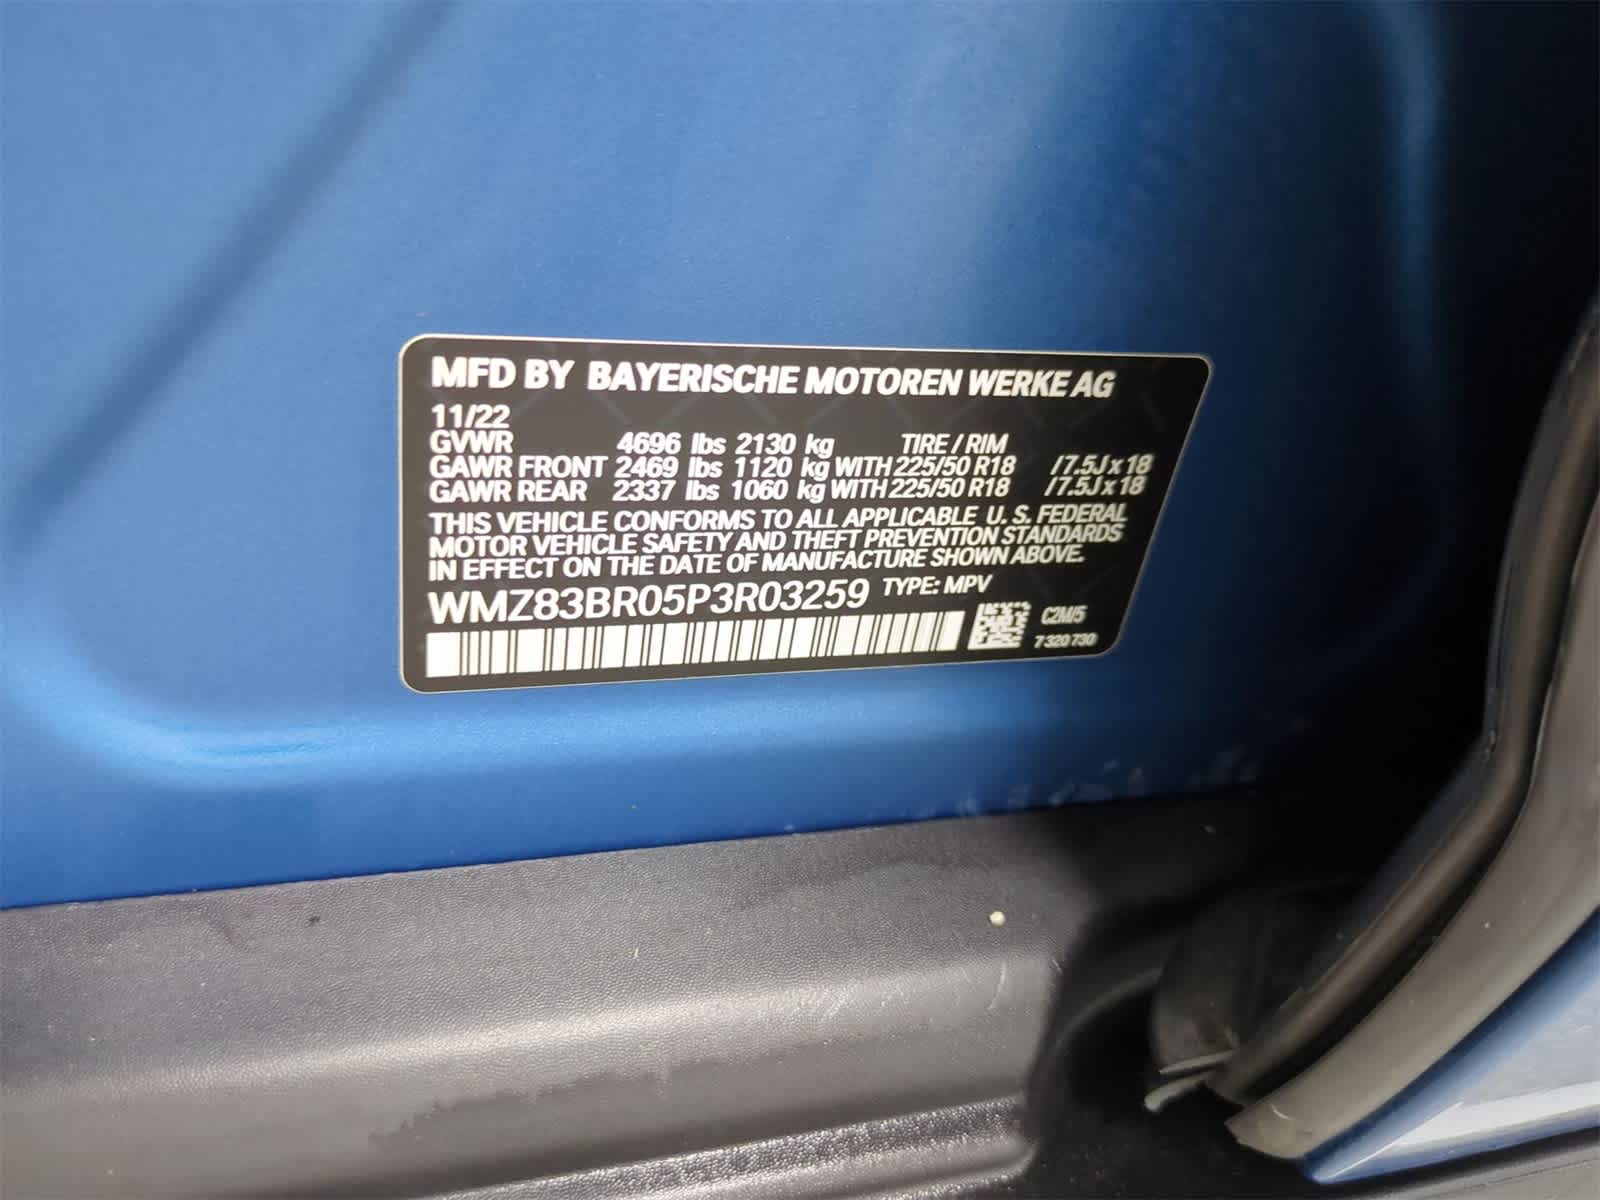 MFD BY BAYERISCHE MOTOREN WERKE AG
11/22
GVWR 4696 lbs 2130 kg TIRE / RIM
GAWR FRONT 2469 lbs 1120 kg WITH 225/50 R18 /7.5J x 18
GAWR REAR 2337 lbs 1060 kg WITH 225/50 R18 /7.5J x 18
THIS VEHICLE CONFORMS TO ALL APPLICABLE U. S. FEDERAL
MOTOR VEHICLE SAFETY AND THEFT PREVENTION STANDARDS
IN EFFECT ON THE DATE OF MANUFACTURE SHOWN ABOVE.
WMZ83BR05P3R03259 TYPE: MPV
C2M/5
7 320 730